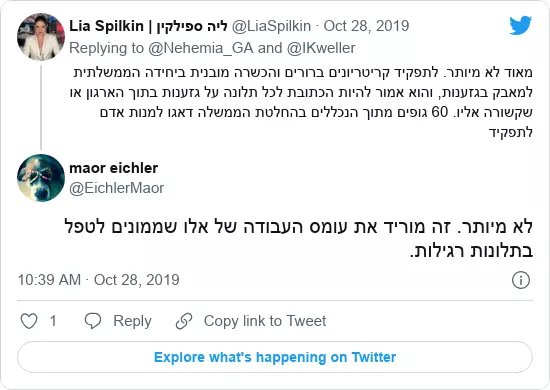 Lia Spilkin | ליה ספילקין @LiaSpilkin · Oct 28, 2019
Replying to @Nehemia_GA and @IKweller
מאוד לא מיותר. לתפקיד קריטריונים ברורים והכשרה מובנית ביחידה הממשלתית
למאבק בגזענות, והוא אמור להיות הכתובת לכל תלונה על גזענות בתוך הארגון או
שקשורה אליו. 60 גופים מתוך הנכללים בהחלטת הממשלה דאגו למנות אדם
לתפקיד
maor eichler
@EichlerMaor
לא מיותר. זה מוריד את עומס העבודה של אלו שממונים לטפל
בתלונות רגילות.
10:39 AM · Oct 28, 2019
1 Reply Copy link to Tweet
Explore what's happening on Twitter